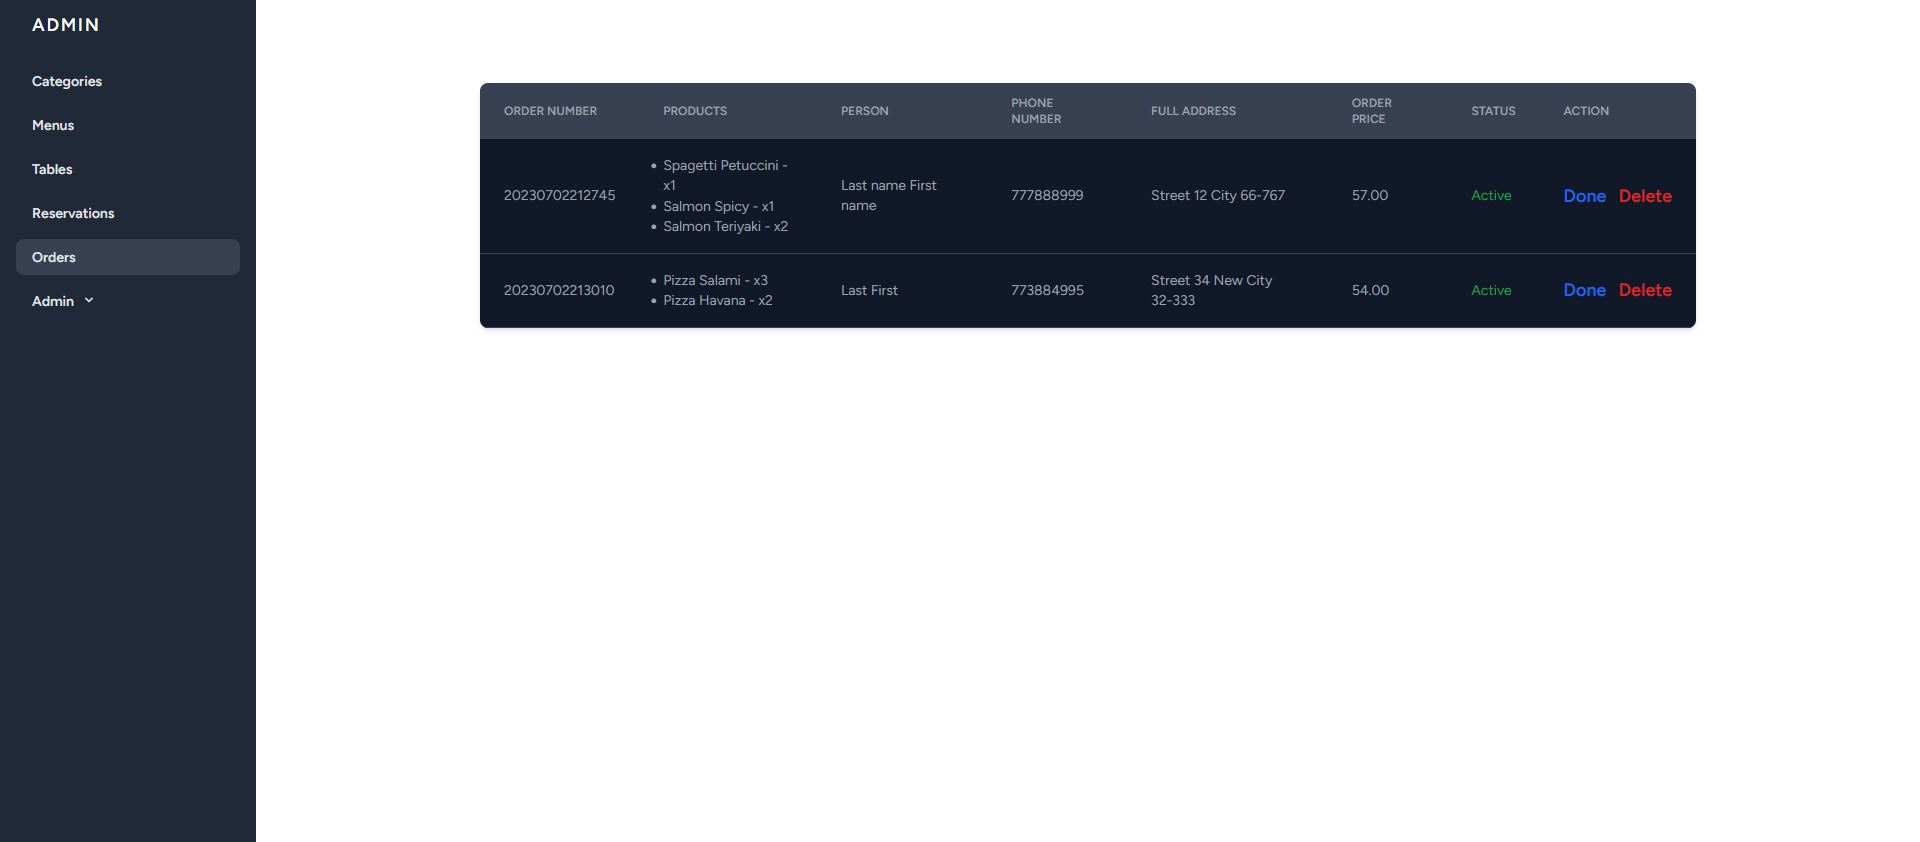 ADMIN
Categories
Menus
Tables
Reservations
Orders
Admin
ORDER NUMBER PRODUCTS PERSON PHONE NUMBER FULL ADDRESS ORDER PRICE STATUS ACTION
20230702212745
• Spagetti Petuccini -
x1
• Salmon Spicy - x1
• Salmon Teriyaki - x2
Last name First
name
777888999
Street 12 City 66-767
57.00
Active
Done Delete
20230702213010
• Pizza Salami - x3
• Pizza Havana - x2
Last First
773884995
Street 34 New City
32-333
54.00
Active
Done Delete